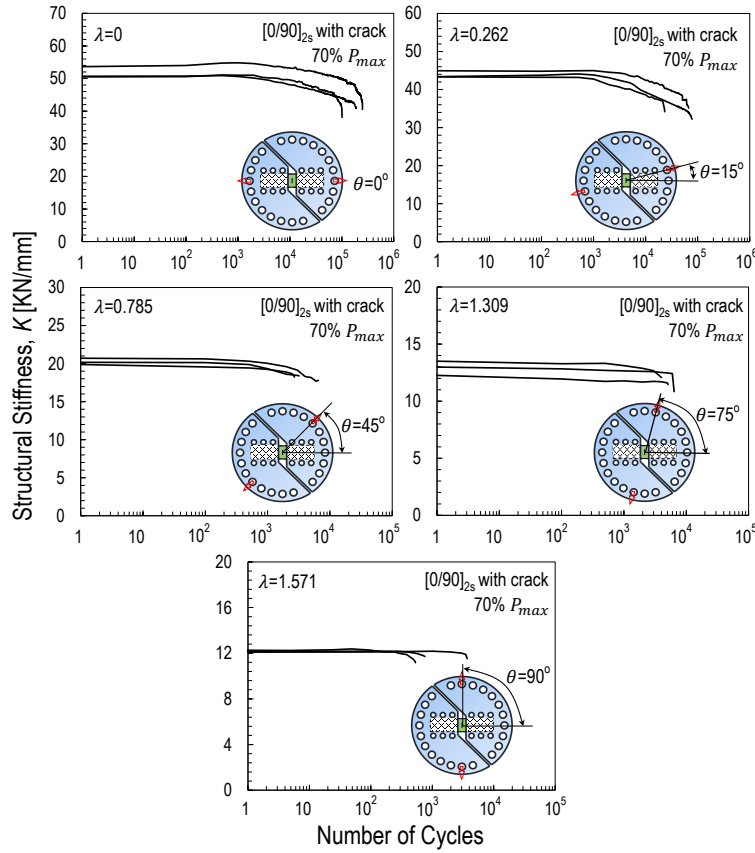 Structural Stiffness, K [KN/mm]
λ=0
[0/90]2s with crack
70% Pmax
70
60
50
40
30
20
10
0
1
10
10²
10³
10⁴
10⁵
10⁶
θ=0°
λ=0.262
[0/90]2s with crack
70% Pmax
60
50
40
30
20
10
0
1
10
10²
10³
10⁴
10⁵
10⁶
θ=15°
λ=0.785
[0/90]2s with crack
70% Pmax
30
25
20
15
10
5
0
1
10
10²
10³
10⁴
10⁵
θ=45°
λ=1.309
[0/90]2s with crack
70% Pmax
20
15
10
5
0
1
10
10²
10³
10⁴
10⁵
θ=75°
λ=1.571
[0/90]2s with crack
70% Pmax
20
16
12
8
4
0
1
10
10²
10³
10⁴
10⁵
θ=90°
Number of Cycles